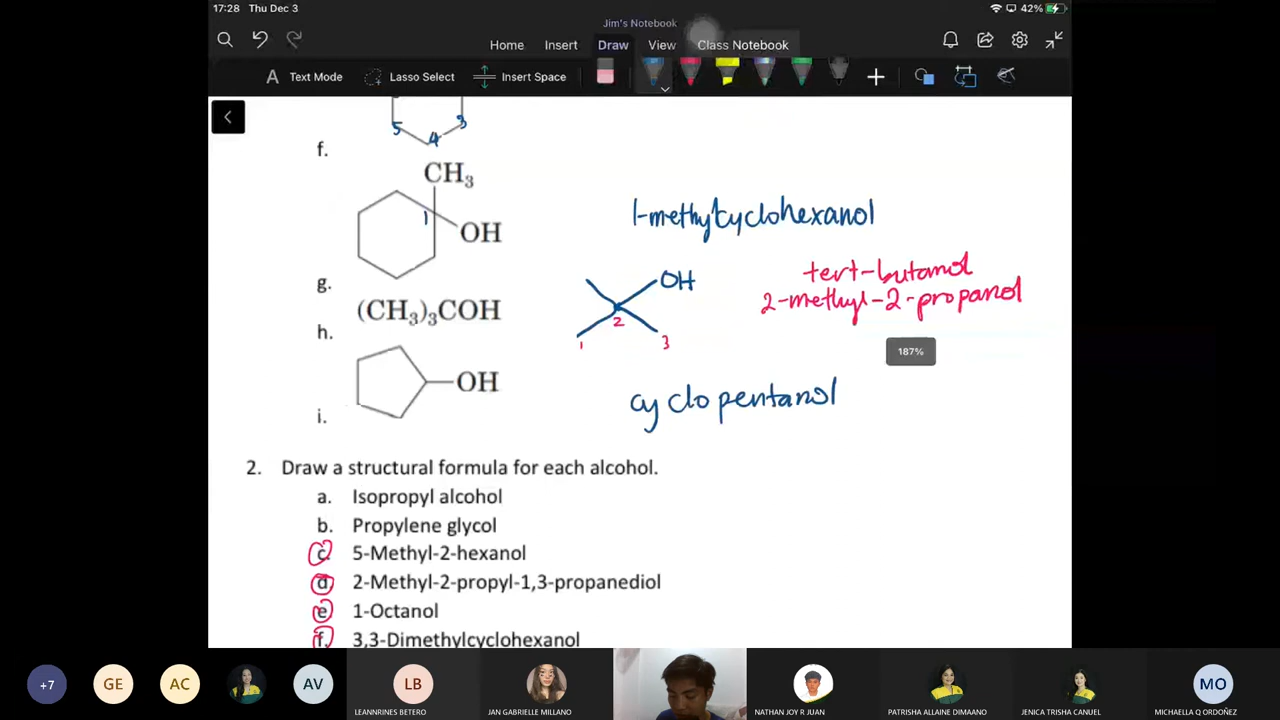 17:28 Thu Dec 3
42%
Jim's Notebook
Home Insert Draw View Class Notebook
Text Mode Lasso Select Insert Space
5 4 3
f.
CH3
1
OH
1-methylcyclohexanol
g.
(CH3)3COH
OH
1 2 3
tert-butanol
2-methyl-2-propanol
h.
187%
OH
cyclopentanol
i.
2. Draw a structural formula for each alcohol.
a. Isopropyl alcohol
b. Propylene glycol
c. 5-Methyl-2-hexanol
d. 2-Methyl-2-propyl-1,3-propanediol
e. 1-Octanol
f. 3,3-Dimethylcyclohexanol
+7 GE AC AV LB MO
LEANNRINES BETERO JAN GABRIELLE MILLANO NATHAN JOY R JUAN PATRISHA ALLAINE DIMAANO JENICA TRISHA CANUEL MICHAELLA Q ORDOÑEZ